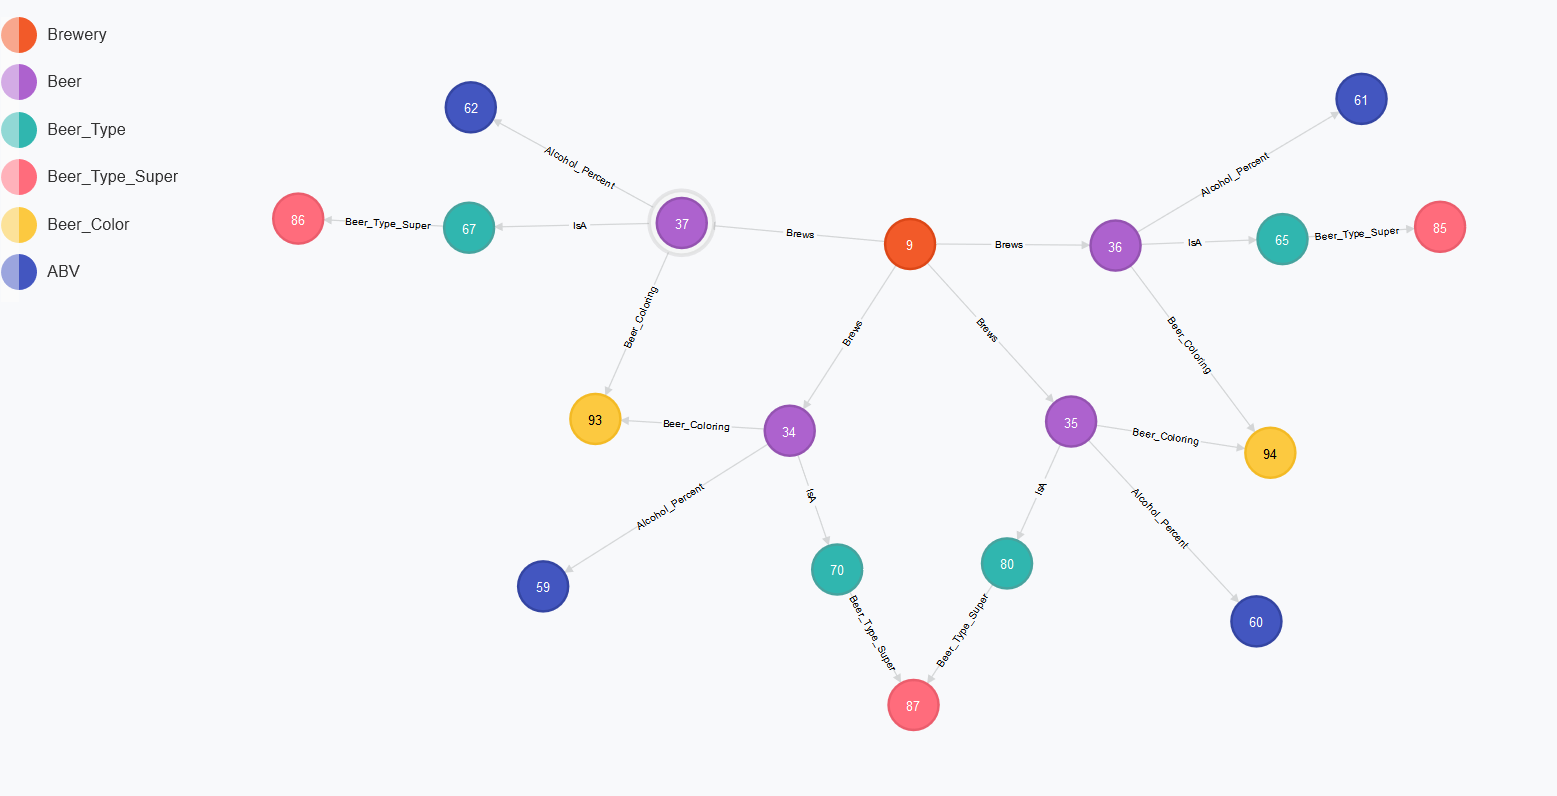 Brewery
Beer
Beer_Type
Beer_Type_Super
Beer_Color
ABV
62
61
Alcohol_Percent
Alcohol_Percent
86
Beer_Type_Super
67
IsA
37
Brews
9
Brews
36
IsA
65
Beer_Type_Super
85
Beer_Coloring
Brews
Brews
Beer_Coloring
93
Beer_Coloring
34
35
Beer_Coloring
94
Alcohol_Percent
IsA
IsA
Alcohol_Percent
59
70
80
60
Beer_Type_Super
Beer_Type_Super
87